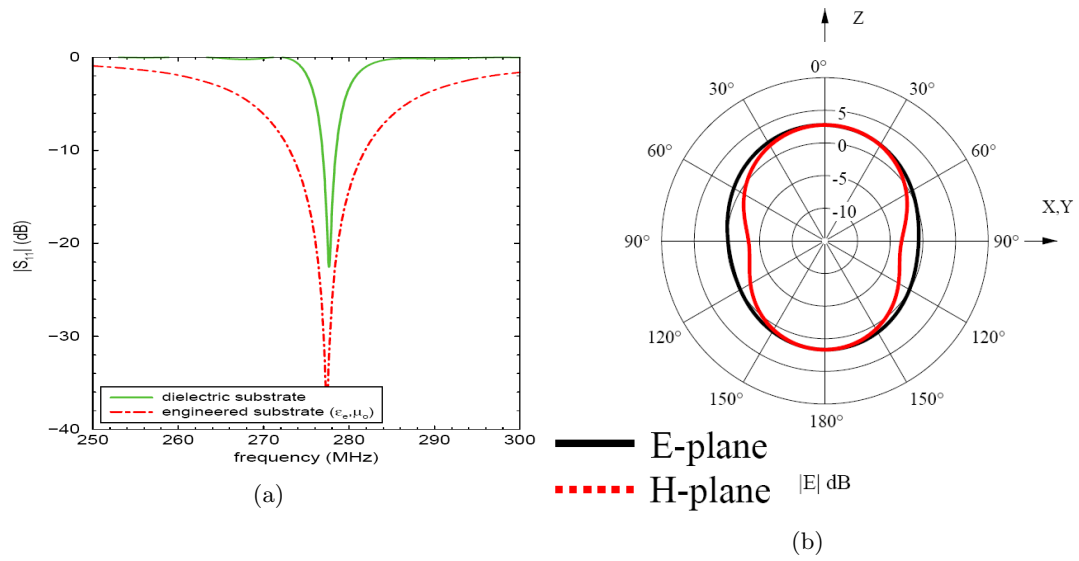 0
−10
−20
−30
−40
|S₁₁| (dB)
250
260
270
280
290
300
frequency (MHz)
dielectric substrate
engineered substrate (εₑ,μₒ)
(a)
Z
X,Y
0°
30°
30°
60°
60°
90°
90°
120°
120°
150°
150°
180°
5
0
-5
-10
E-plane
H-plane
|E| dB
(b)